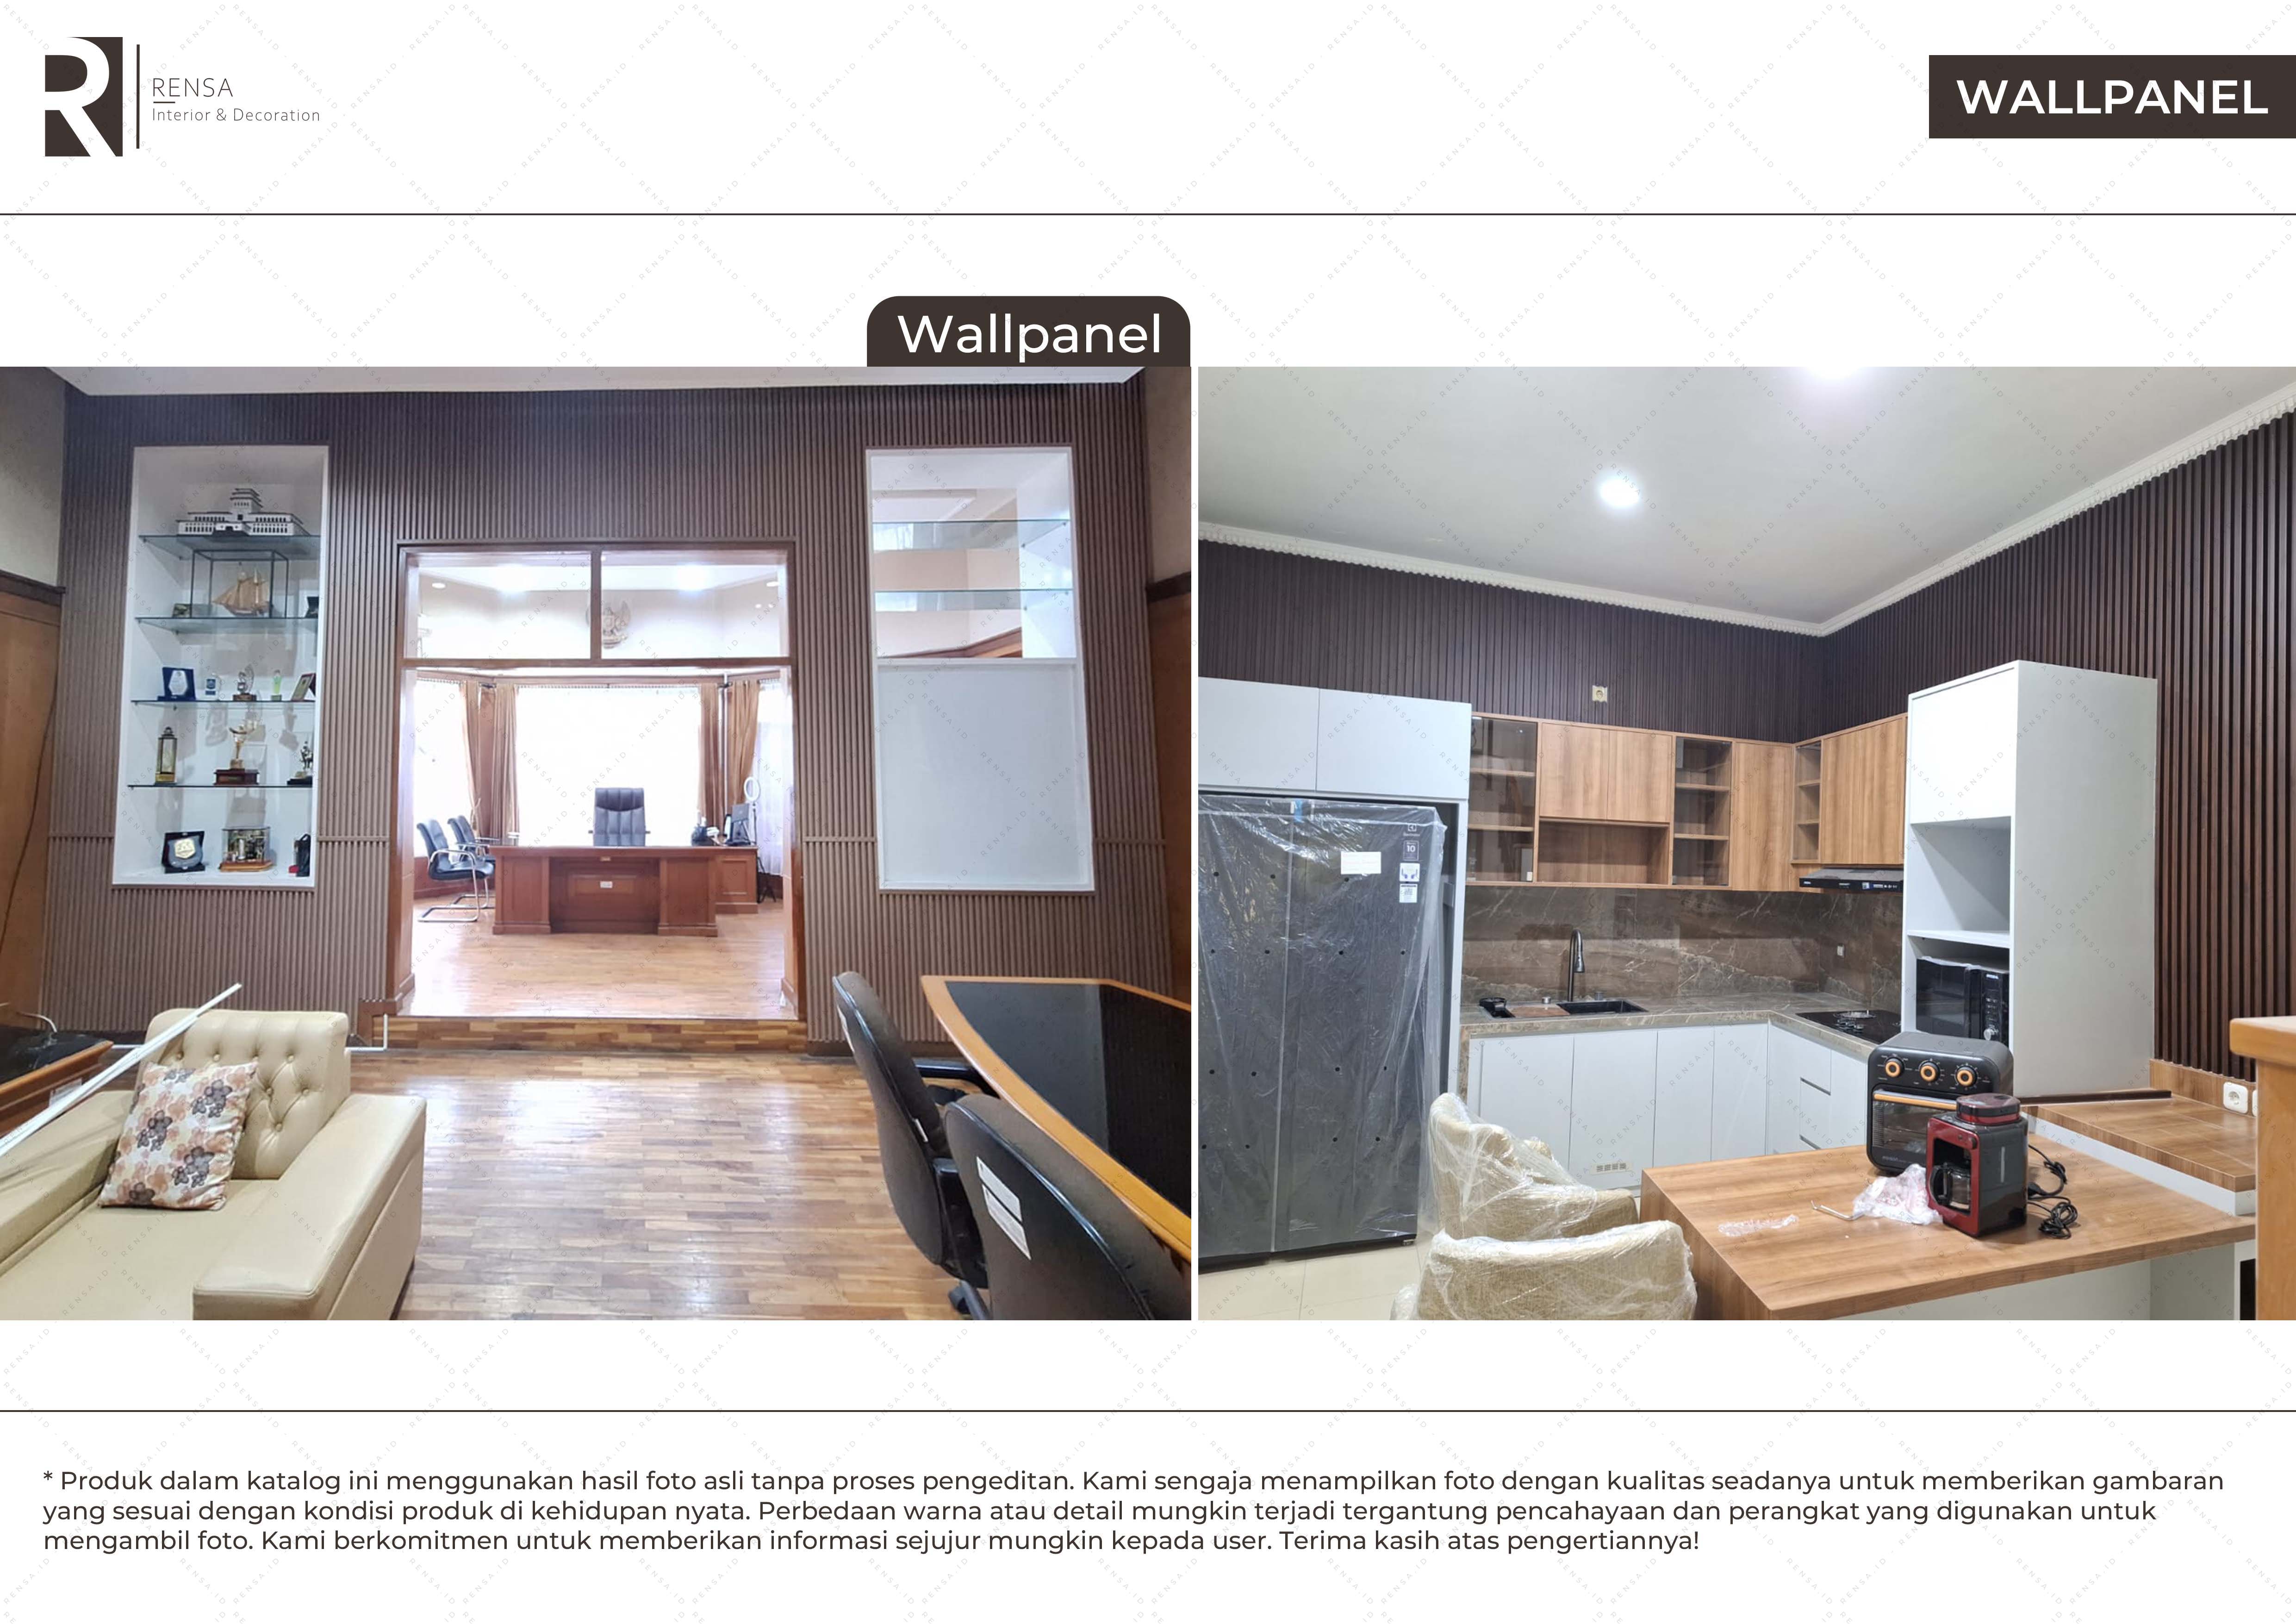 RENSA
Interior & Decoration
WALLPANEL
Wallpanel
* Produk dalam katalog ini menggunakan hasil foto asli tanpa proses pengeditan. Kami sengaja menampilkan foto dengan kualitas seadanya untuk memberikan gambaran
yang sesuai dengan kondisi produk di kehidupan nyata. Perbedaan warna atau detail mungkin terjadi tergantung pencahayaan dan perangkat yang digunakan untuk
mengambil foto. Kami berkomitmen untuk memberikan informasi sejujur mungkin kepada user. Terima kasih atas pengertiannya!
RENSA.ID